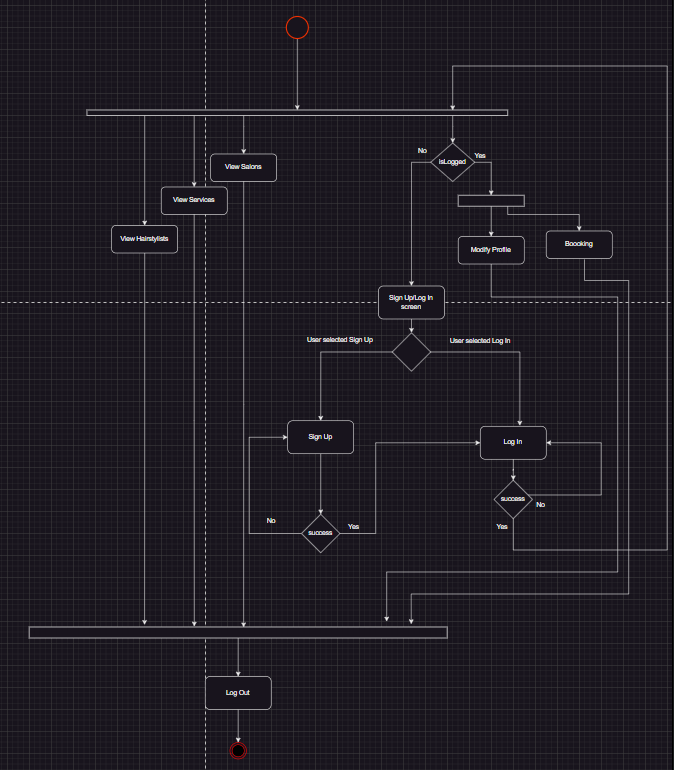 No
Yes
isLogged
View Salons
View Services
View Hairstylists
Modify Profile
Boooking
Sign Up/Log In
screen
User selected Sign Up
User selected Log In
Sign Up
Log In
success
No
Yes
No
Yes
success
Log Out